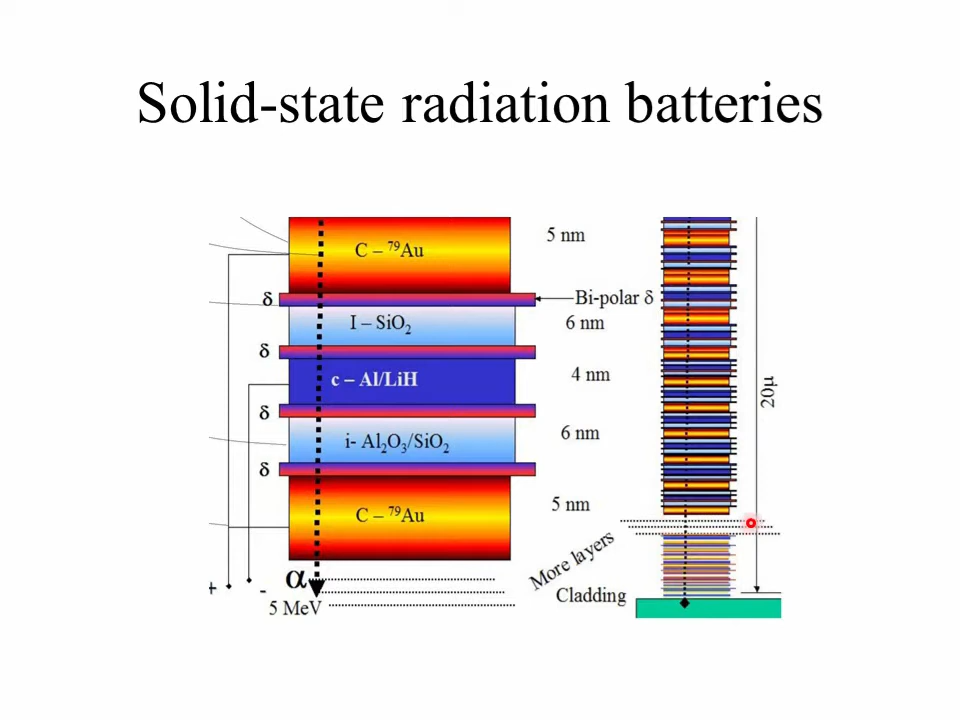 Solid-state radiation batteries
C – ⁷⁹Au
5 nm
δ
Bi-polar δ
I – SiO₂
6 nm
δ
c – Al/LiH
4 nm
δ
i- Al₂O₃/SiO₂
6 nm
δ
C – ⁷⁹Au
5 nm
+
-
α
5 MeV
20μ
More layers
Cladding